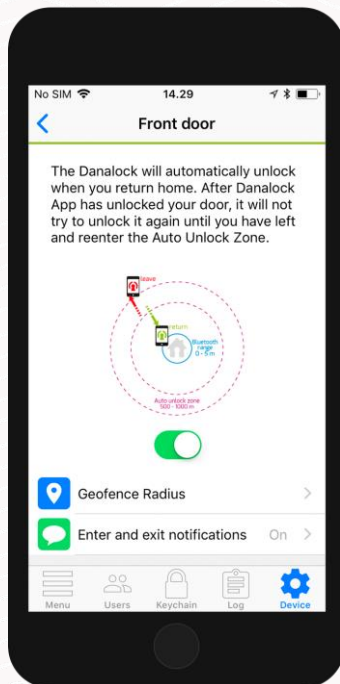 No SIM 14.29
Front door
The Danalock will automatically unlock
when you return home. After Danalock
App has unlocked your door, it will not
try to unlock it again until you have left
and reenter the Auto Unlock Zone.
leave
return
Bluetooth
range
0 - 5 m
Auto unlock zone
500 - 1000 m
Geofence Radius
Enter and exit notifications On
Menu Users Keychain Log Device